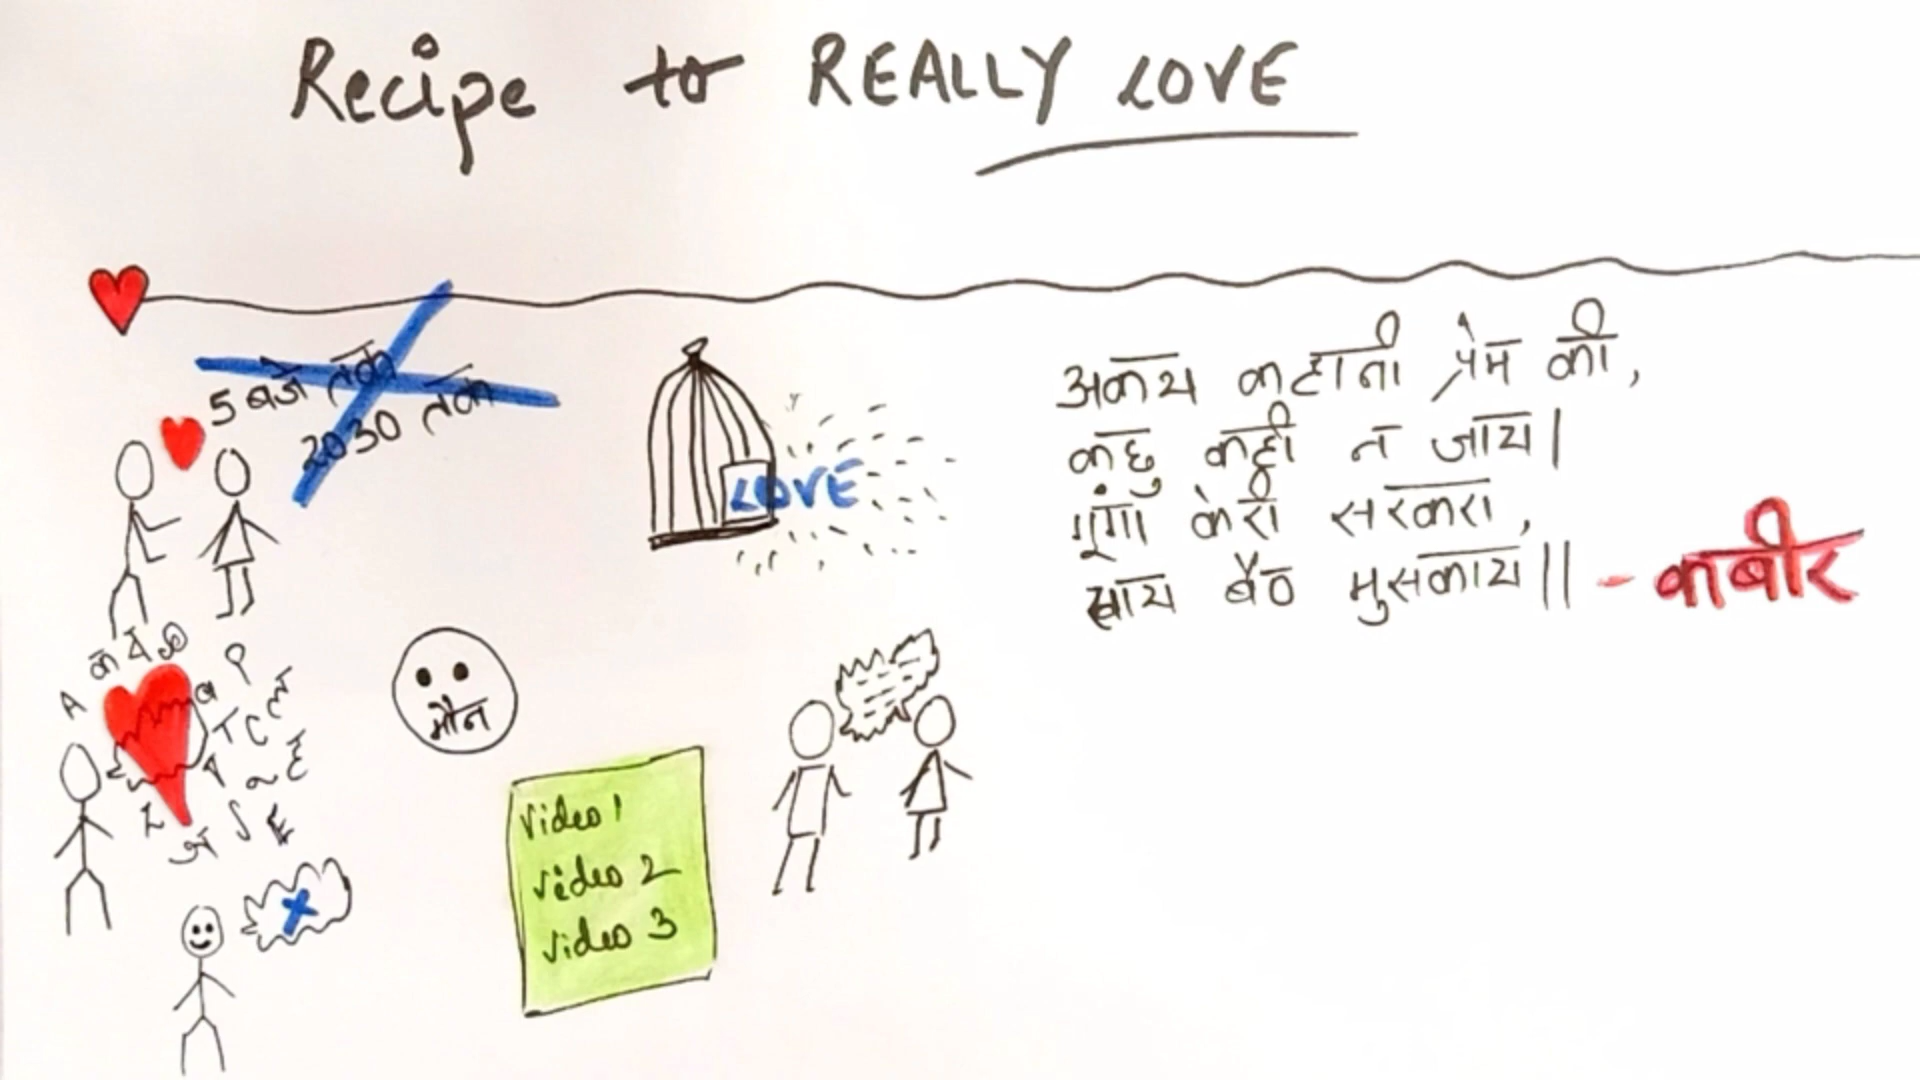 Recipe to REALLY LOVE
5 बजे तक
2030 तक
LOVE
अकथ कहानी प्रेम की,
कछु कही न जाय।
गूंगा केरी सरकरा,
खाय बैठ मुसकाय॥ - कबीर
मौन
Video 1
Video 2
Video 3